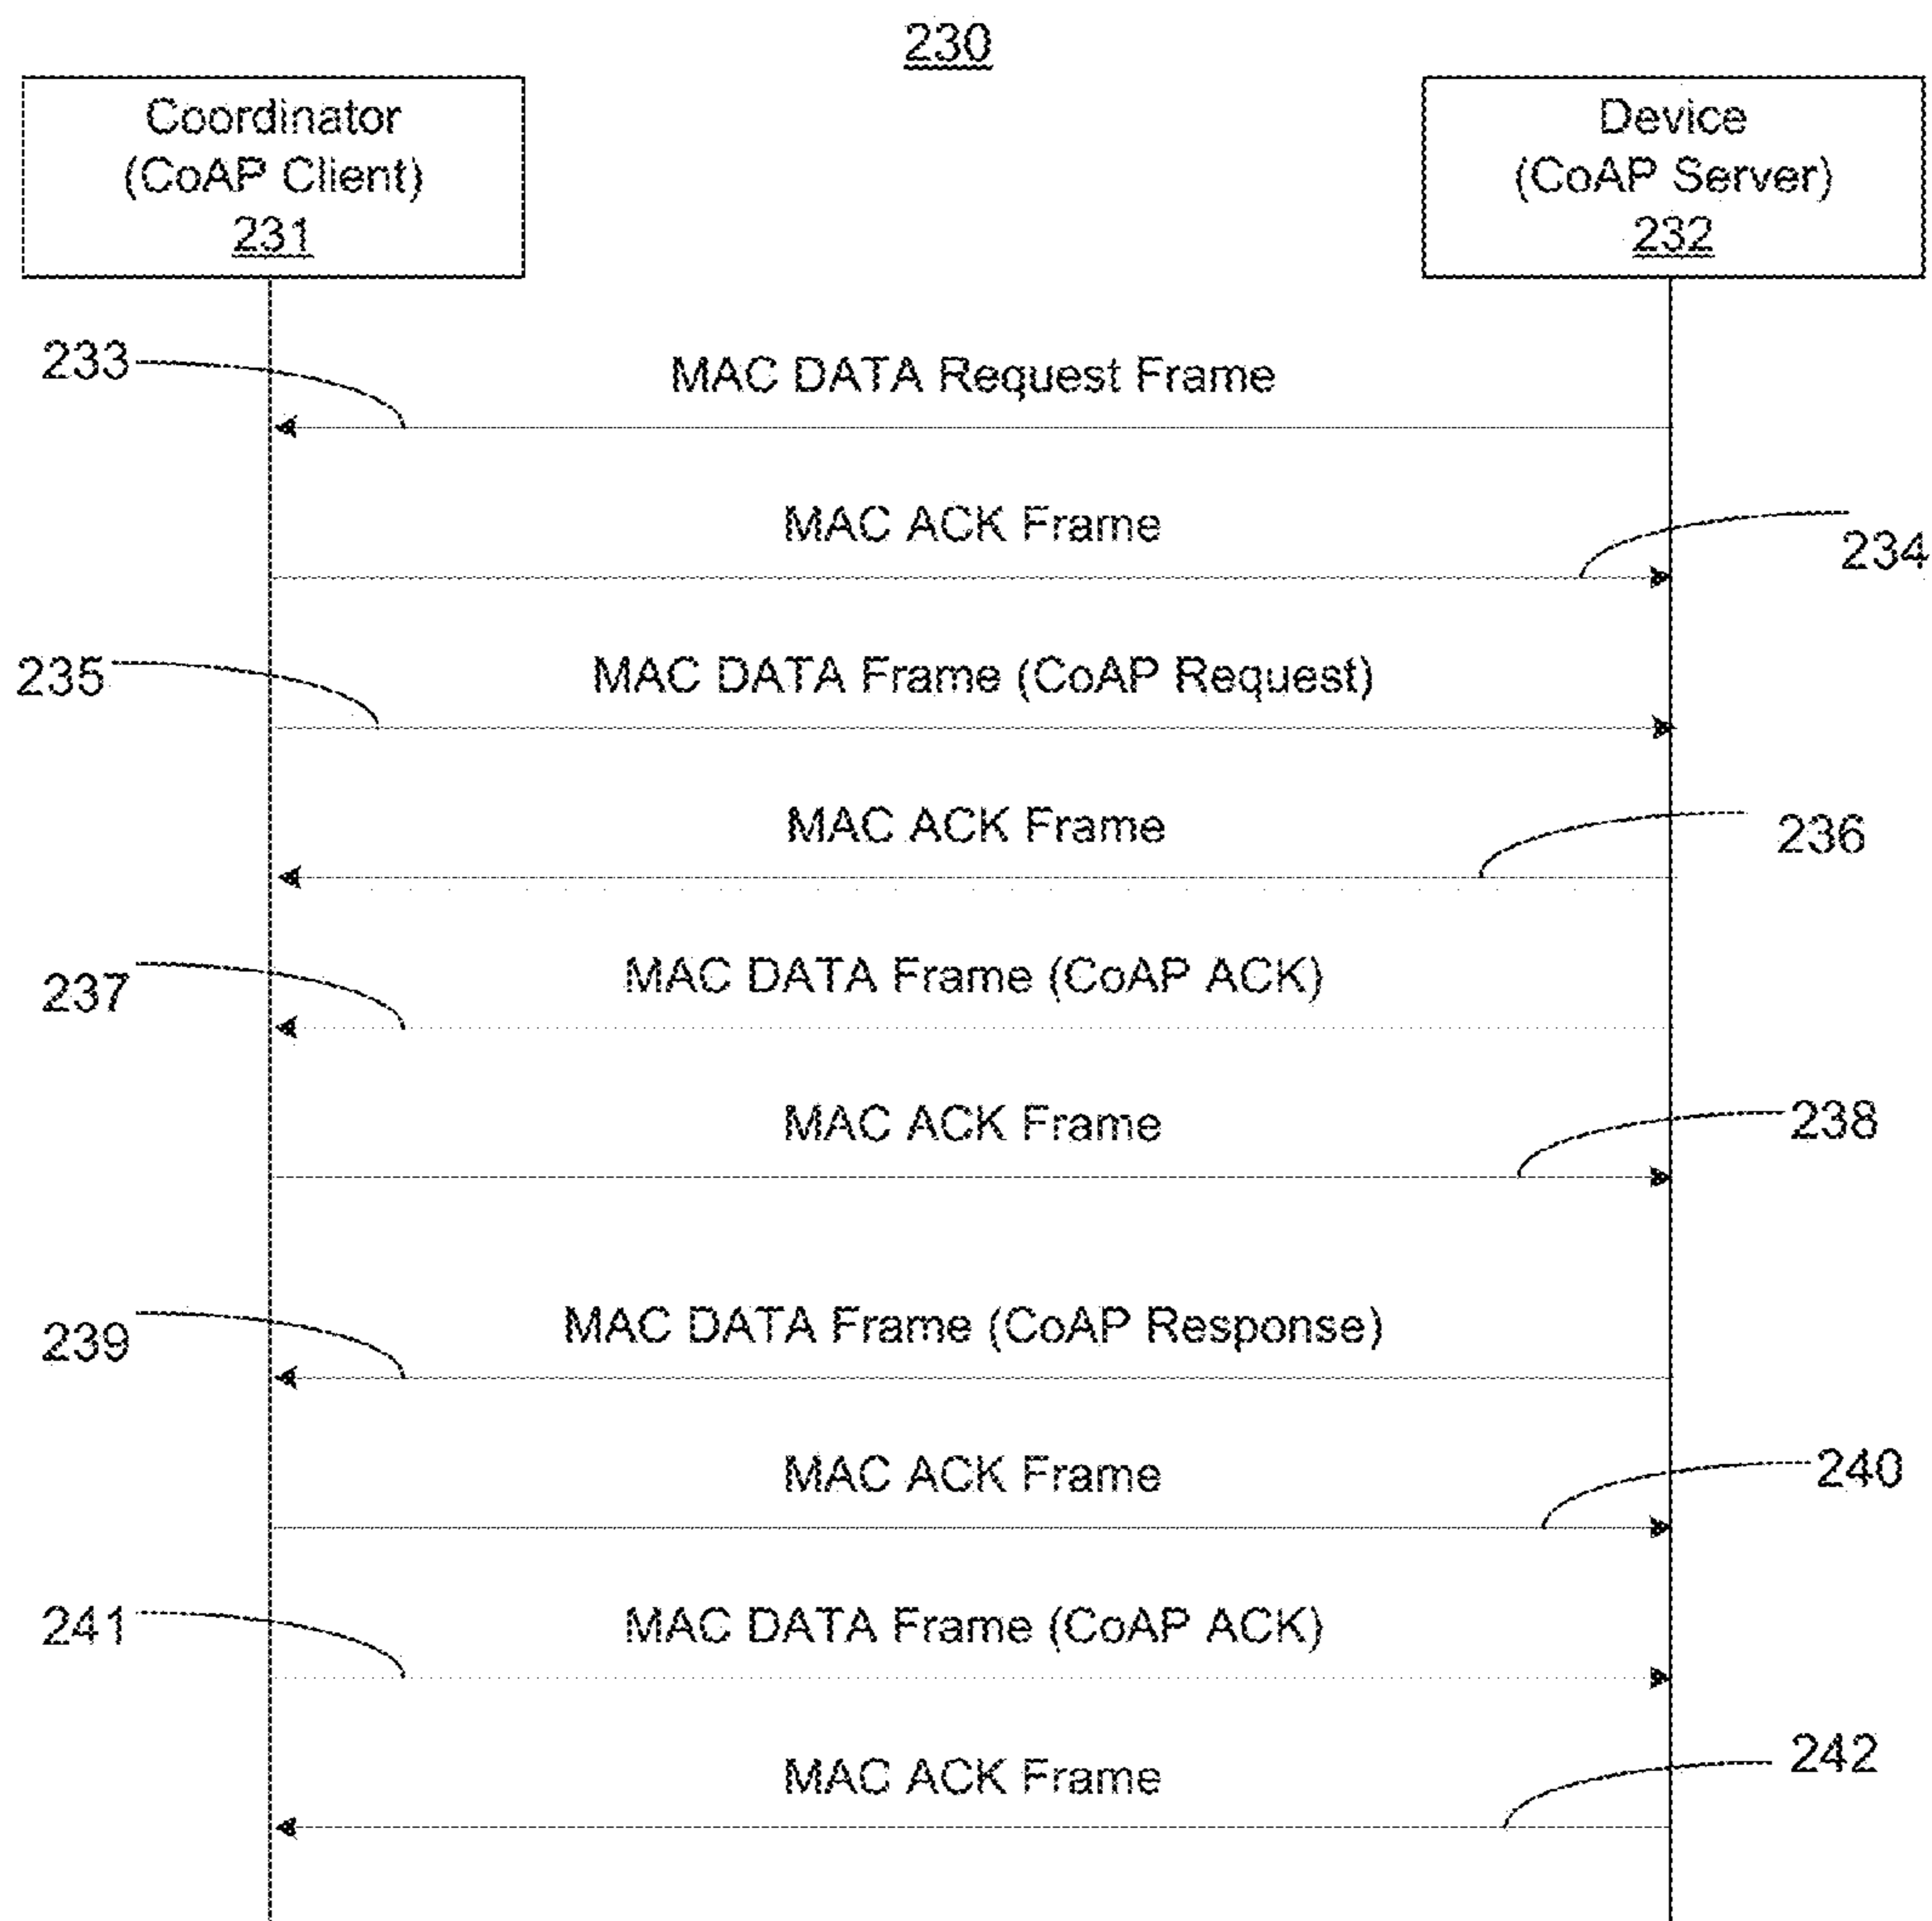 230
Coordinator
(CoAP Client)
231
Device
(CoAP Server)
232
233
MAC DATA Request Frame
MAC ACK Frame
234
235
MAC DATA Frame (CoAP Request)
MAC ACK Frame
236
237
MAC DATA Frame (CoAP ACK)
MAC ACK Frame
238
239
MAC DATA Frame (CoAP Response)
MAC ACK Frame
240
241
MAC DATA Frame (CoAP ACK)
MAC ACK Frame
242